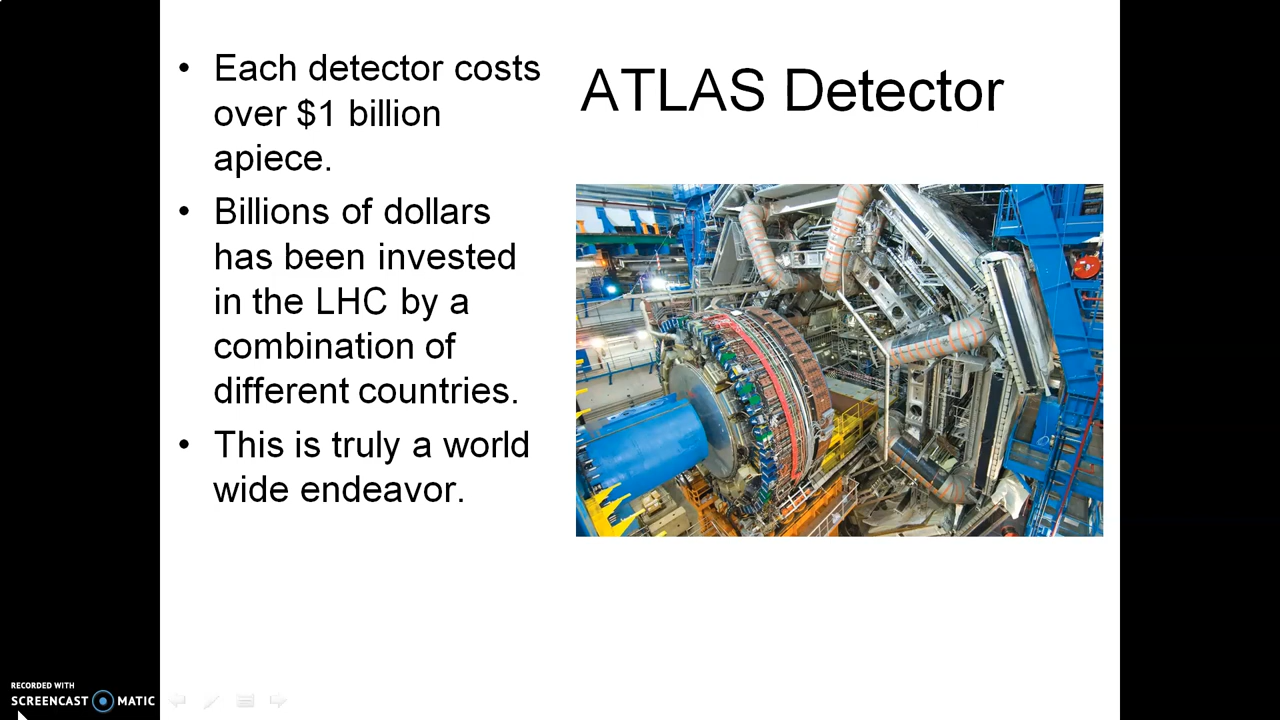 • Each detector costs
over $1 billion
apiece.
• Billions of dollars
has been invested
in the LHC by a
combination of
different countries.
• This is truly a world
wide endeavor.
ATLAS Detector
RECORDED WITH
SCREENCAST MATIC